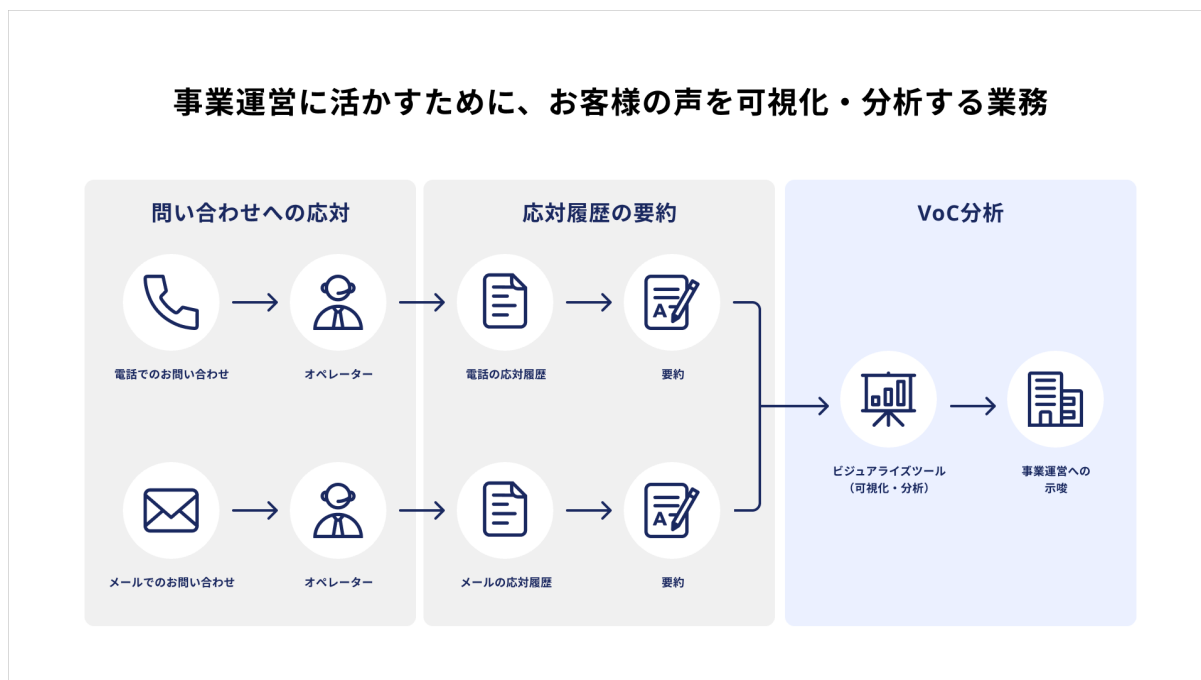 事業運営に活かすために、お客様の声を可視化・分析する業務
問い合わせへの応対
応対履歴の要約
VoC分析
電話でのお問い合わせ
オペレーター
電話の応対履歴
要約
ビジュアライズツール
（可視化・分析）
事業運営への
示唆
メールでのお問い合わせ
オペレーター
メールの応対履歴
要約